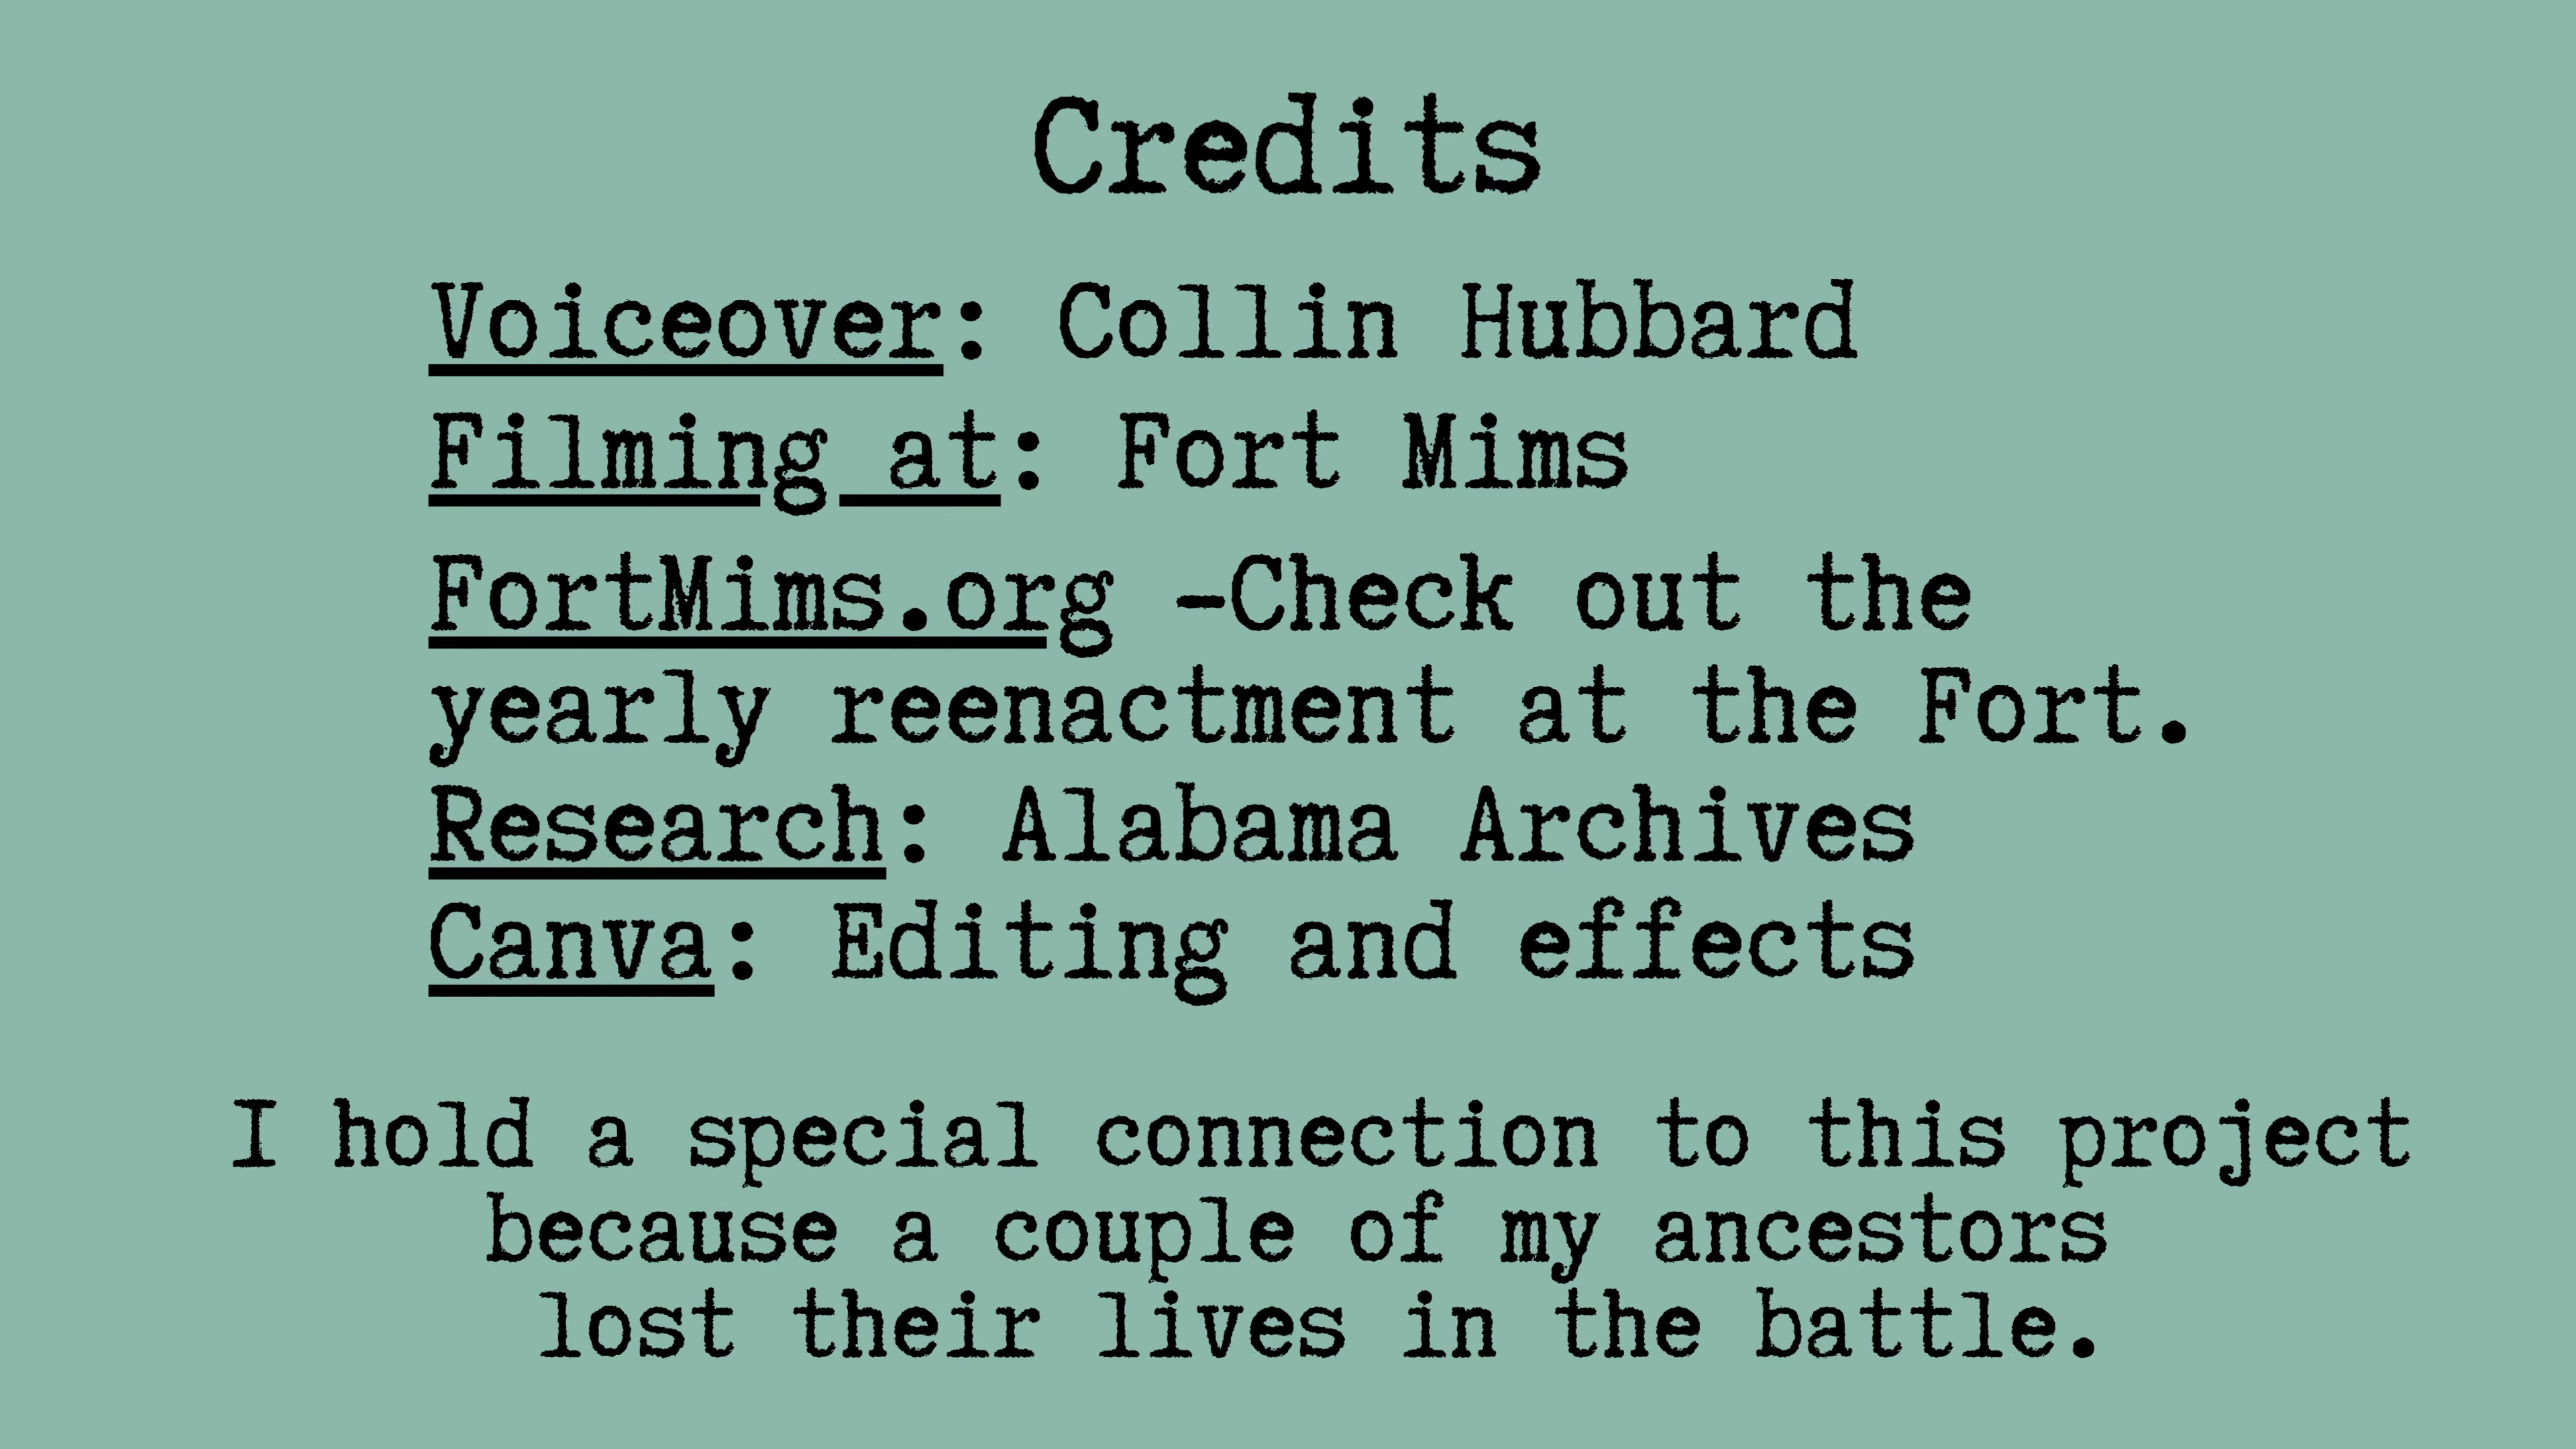 Credits
Voiceover: Collin Hubbard
Filming at: Fort Mims
FortMims.org -Check out the
yearly reenactment at the Fort.
Research: Alabama Archives
Canva: Editing and effects
I hold a special connection to this project
because a couple of my ancestors
lost their lives in the battle.